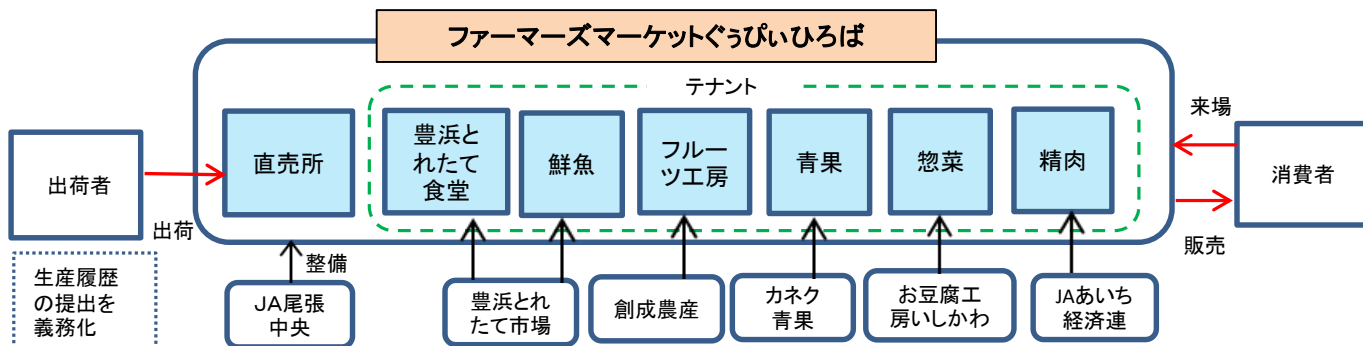 ファーマーズマーケットぐぅぴぃひろば
テナント
来場
出荷者
直売所
豊浜と
れたて
食堂
鮮魚
フルー
ツ工房
青果
惣菜
精肉
消費者
出荷
販売
整備
生産履歴
の提出を
義務化
JA尾張
中央
豊浜とれ
たて市場
創成農産
カネク
青果
お豆腐工
房いしかわ
JAあいち
経済連